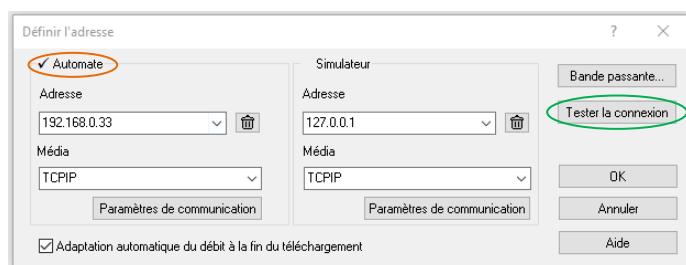 Définir l'adresse
? ×
✓ Automate
Adresse
192.168.0.33
Média
TCPIP
Paramètres de communication
Simulateur
Adresse
127.0.0.1
Média
TCPIP
Paramètres de communication
Adaptation automatique du débit à la fin du téléchargement
Bande passante...
Tester la connexion
OK
Annuler
Aide